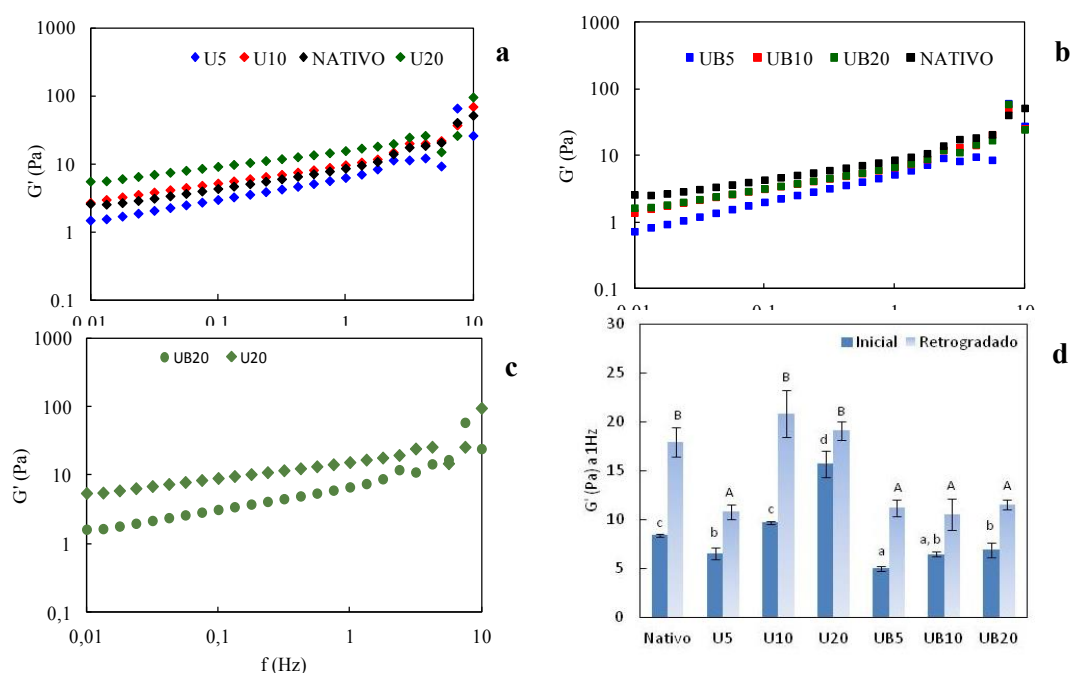 a
U5 U10 NATIVO U20
1000
100
10
1
0.1
G' (Pa)
0.01 0.1 1 10
b
UB5 UB10 UB20 NATIVO
1000
100
10
1
0.1
G' (Pa)
0.01 0.1 1 10
c
UB20 U20
1000
100
10
1
0,1
G' (Pa)
0,01 0,1 1 10
f (Hz)
d
Inicial Retrogradado
30
25
20
15
10
5
0
G' (Pa) a 1Hz
c B b A c B d B a A a, b A b A
Nativo U5 U10 U20 UB5 UB10 UB20